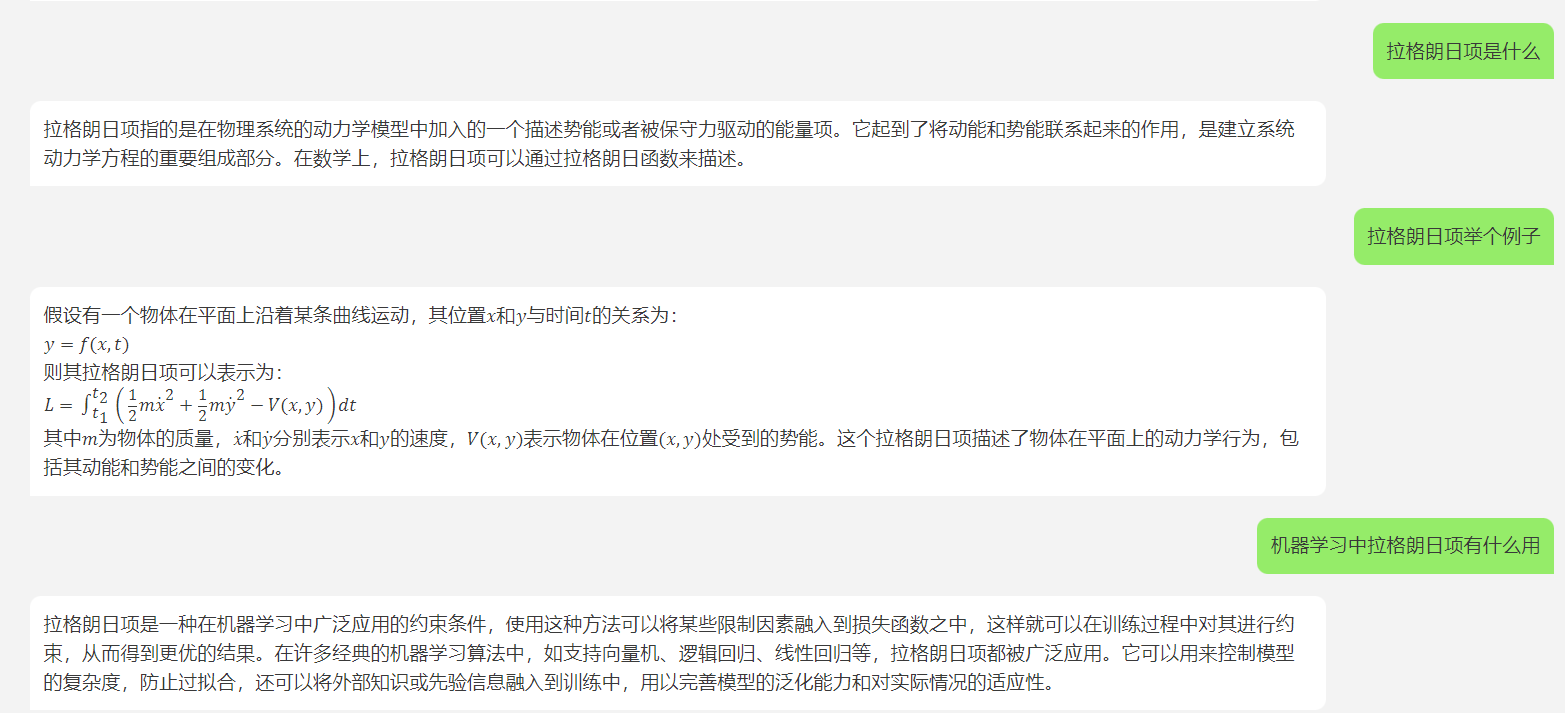 拉格朗日项是什么
拉格朗日项指的是在物理系统的动力学模型中加入的一个描述势能或者被保守力驱动的能量项。它起到了将动能和势能联系起来的作用，是建立系统
动力学方程的重要组成部分。在数学上，拉格朗日项可以通过拉格朗日函数来描述。
拉格朗日项举个例子
假设有一个物体在平面上沿着某条曲线运动，其位置x和y与时间t的关系为：
y = f(x, t)
则其拉格朗日项可以表示为：
L = ∫_{t₁}^{t₂} (½mẋ² + ½mẏ² − V(x, y)) dt
其中m为物体的质量，ẋ和ẏ分别表示x和y的速度，V(x, y)表示物体在位置(x, y)处受到的势能。这个拉格朗日项描述了物体在平面上的动力学行为，包
括其动能和势能之间的变化。
机器学习中拉格朗日项有什么用
拉格朗日项是一种在机器学习中广泛应用的约束条件，使用这种方法可以将某些限制因素融入到损失函数之中，这样就可以在训练过程中对其进行约
束，从而得到更优的结果。在许多经典的机器学习算法中，如支持向量机、逻辑回归、线性回归等，拉格朗日项都被广泛应用。它可以用来控制模型
的复杂度，防止过拟合，还可以将外部知识或先验信息融入到训练中，用以完善模型的泛化能力和对实际情况的适应性。